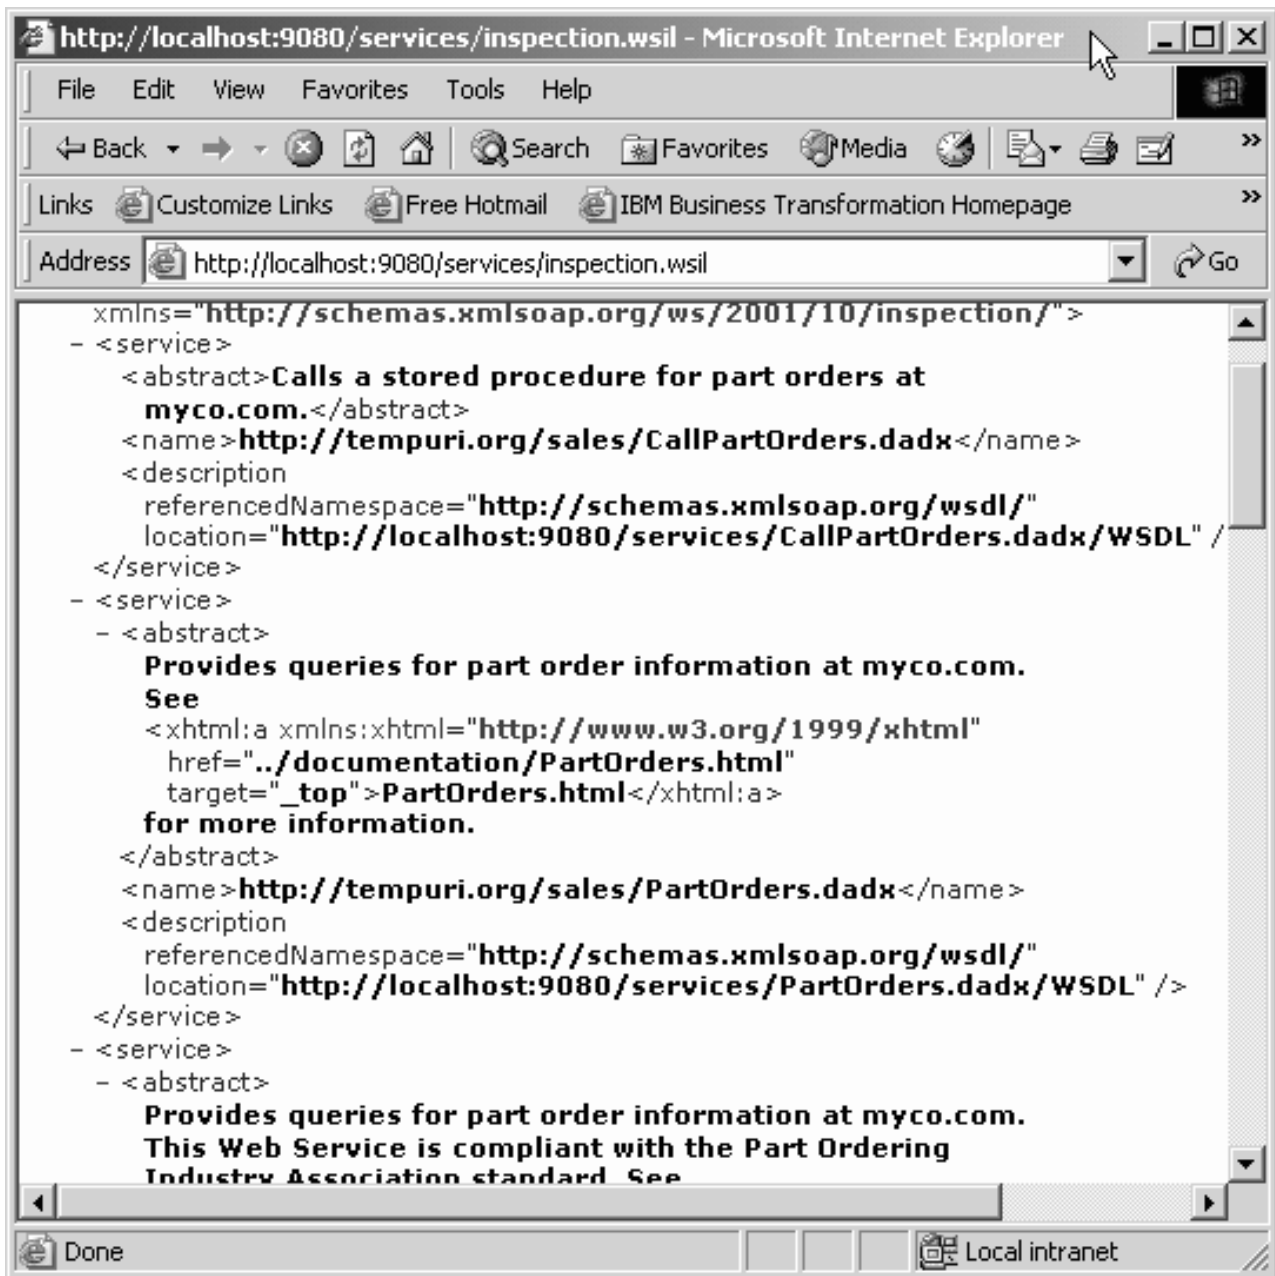 http://localhost:9080/services/inspection.wsil - Microsoft Internet Explorer
File Edit View Favorites Tools Help
Back Search Favorites Media »
Links Customize Links Free Hotmail IBM Business Transformation Homepage »
Address http://localhost:9080/services/inspection.wsil Go
xmlns="http://schemas.xmlsoap.org/ws/2001/10/inspection/">
- <service>
<abstract>Calls a stored procedure for part orders at
myco.com.</abstract>
<name>http://tempuri.org/sales/CallPartOrders.dadx</name>
<description
referencedNamespace="http://schemas.xmlsoap.org/wsdl/"
location="http://localhost:9080/services/CallPartOrders.dadx/WSDL" /
</service>
- <service>
- <abstract>
Provides queries for part order information at myco.com.
See
<xhtml:a xmlns:xhtml="http://www.w3.org/1999/xhtml"
href="../documentation/PartOrders.html"
target="_top">PartOrders.html</xhtml:a>
for more information.
</abstract>
<name>http://tempuri.org/sales/PartOrders.dadx</name>
<description
referencedNamespace="http://schemas.xmlsoap.org/wsdl/"
location="http://localhost:9080/services/PartOrders.dadx/WSDL" />
</service>
- <service>
- <abstract>
Provides queries for part order information at myco.com.
This Web Service is compliant with the Part Ordering
Industry Association standard. See
Done Local intranet